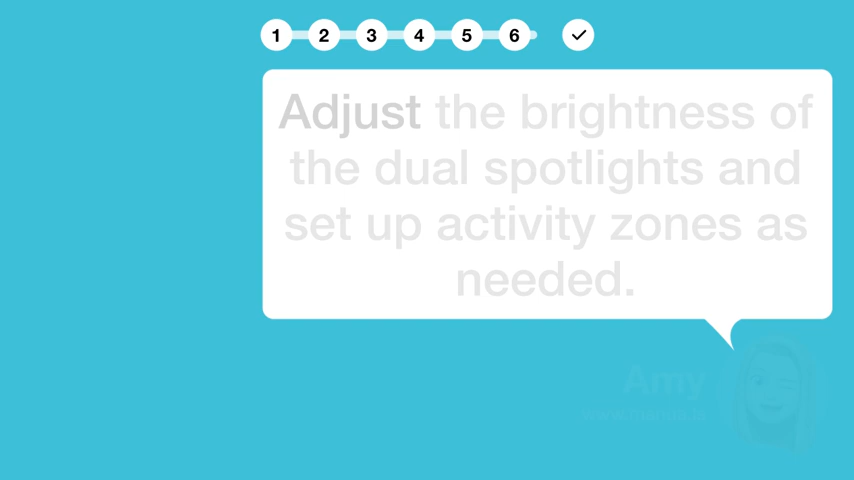 1 2 3 4 5 6
Adjust the brightness of
the dual spotlights and
set up activity zones as
needed.
Amy